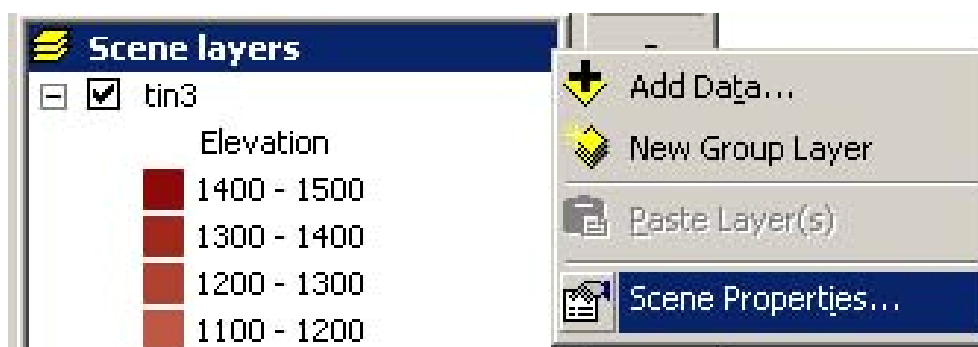 Scene layers
tin3
Elevation
1400 - 1500
1300 - 1400
1200 - 1300
1100 - 1200
Add Data...
New Group Layer
Paste Layer(s)
Scene Properties...